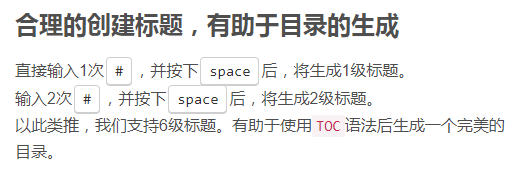 合理的创建标题，有助于目录的生成
直接输入1次 # ，并按下 space 后，将生成1级标题。
输入2次 # ，并按下 space 后，将生成2级标题。
以此类推，我们支持6级标题。有助于使用 TOC 语法后生成一个完美的
目录。